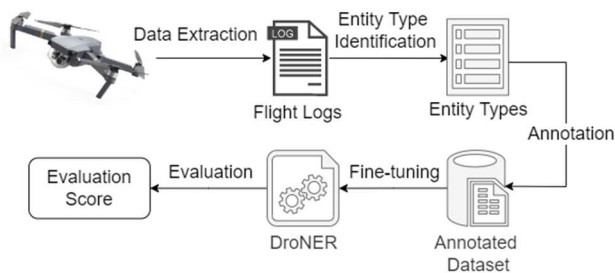 Data Extraction
LOG
Flight Logs
Entity Type
Identification
Entity Types
Annotation
Annotated
Dataset
Fine-tuning
DroNER
Evaluation
Evaluation
Score